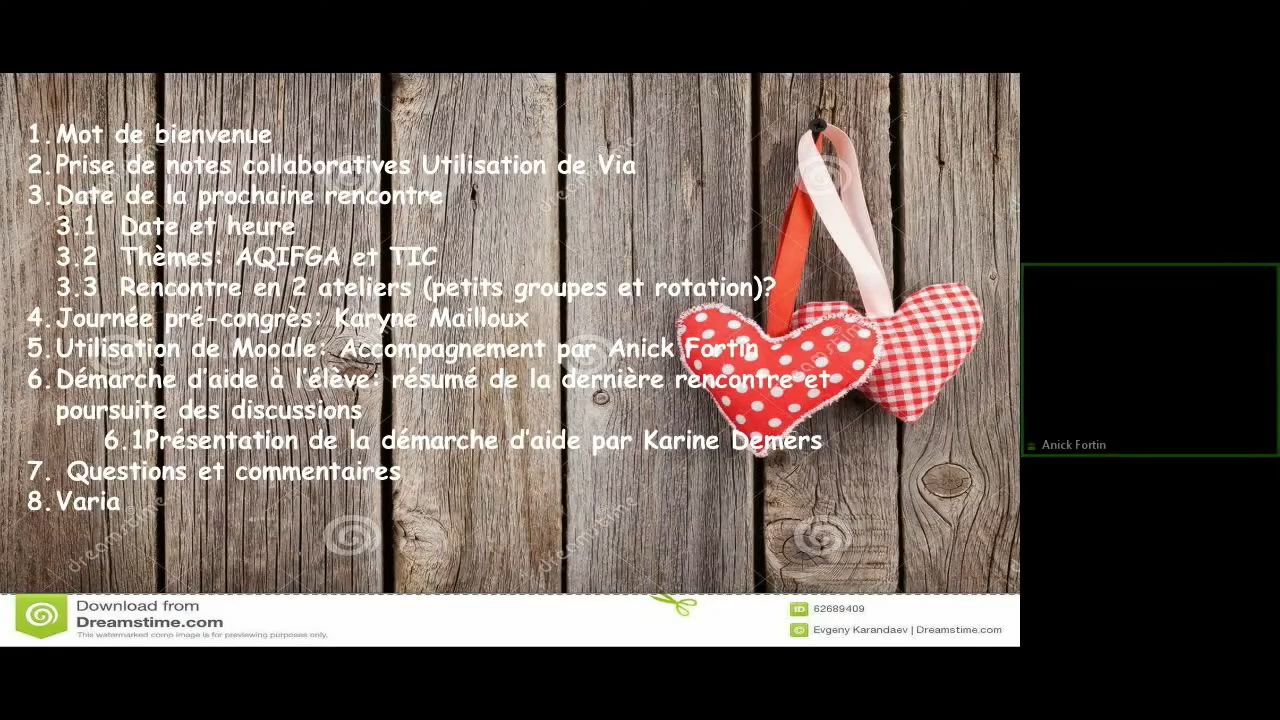 1. Mot de bienvenue
2. Prise de notes collaboratives Utilisation de Via
3. Date de la prochaine rencontre
3.1 Date et heure
3.2 Thèmes: AQIFGA et TIC
3.3 Rencontre en 2 ateliers (petits groupes et rotation)?
4. Journée pré-congrès: Karyne Mailloux
5. Utilisation de Moodle: Accompagnement par Anick Fortin
6. Démarche d'aide à l'élève: résumé de la dernière rencontre et
poursuite des discussions
6.1Présentation de la démarche d'aide par Karine Demers
7. Questions et commentaires
8. Varia
Anick Fortin
Download from
Dreamstime.com
This watermarked comp image is for previewing purposes only.
ID 62689409
© Evgeny Karandaev | Dreamstime.com
dreamstime
dreamstime
dreamstime
dreamstime